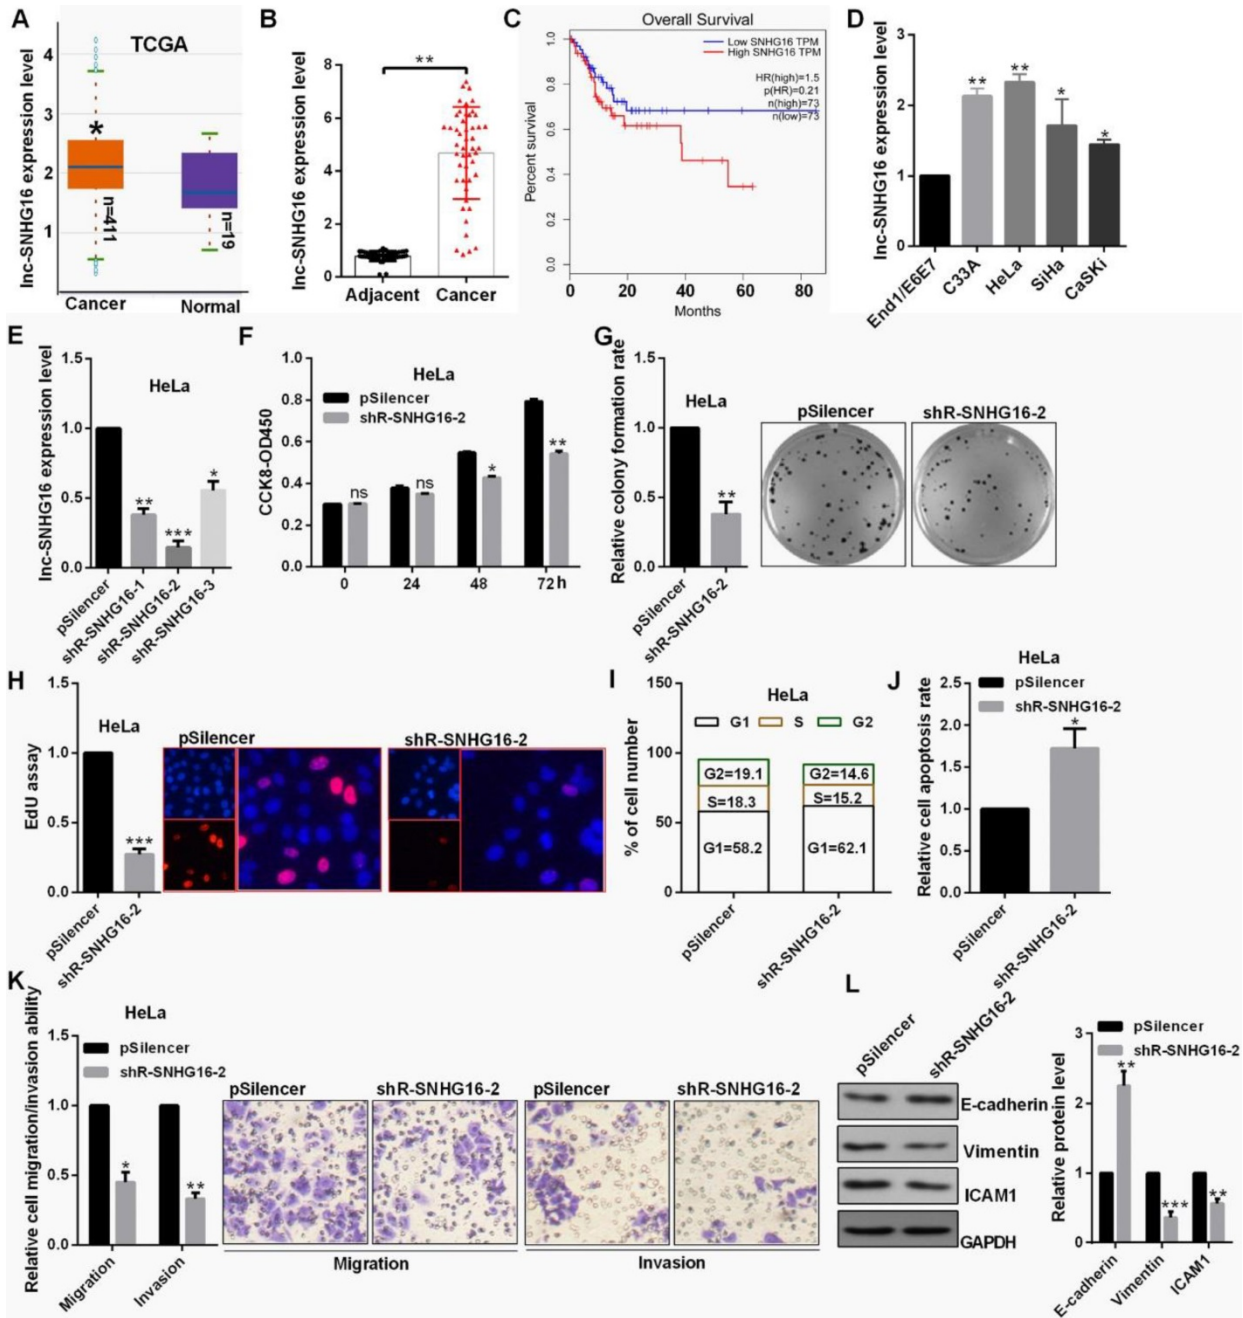 A
TCGA
lnc-SNHG16 expression level
4
3
2
1
*
n=411
n=19
Cancer
Normal
B
lnc-SNHG16 expression level
8
6
4
2
0
**
Adjacent
Cancer
C
Overall Survival
Percent survival
1.0
0.8
0.6
0.4
0.2
0.0
Low SNHG16 TPM
High SNHG16 TPM
HR(high)=1.5
p(HR)=0.21
n(high)=73
n(low)=73
0 20 40 60 80
Months
D
lnc-SNHG16 expression level
3
2
1
0
**
**
*
*
End1/E6E7
C33A
HeLa
SiHa
CaSKi
E
lnc-SNHG16 expression level
1.5
1.0
0.5
0.0
HeLa
**
***
*
pSilencer
shR-SNHG16-1
shR-SNHG16-2
shR-SNHG16-3
F
CCK8-OD450
1.0
0.8
0.6
0.4
0.2
0.0
HeLa
pSilencer
shR-SNHG16-2
ns
ns
*
**
0 24 48 72 h
G
Relative colony formation rate
1.5
1.0
0.5
0.0
HeLa
**
pSilencer
shR-SNHG16-2
pSilencer
shR-SNHG16-2
H
EdU assay
1.5
1.0
0.5
0.0
HeLa
***
pSilencer
shR-SNHG16-2
pSilencer
shR-SNHG16-2
I
% of cell number
150
100
50
0
HeLa
G1 S G2
G2=19.1
S=18.3
G1=58.2
G2=14.6
S=15.2
G1=62.1
pSilencer
shR-SNHG16-2
J
HeLa
pSilencer
shR-SNHG16-2
Relative cell apoptosis rate
2.5
2.0
1.5
1.0
0.5
0.0
*
pSilencer
shR-SNHG16-2
K
Relative cell migration/invasion ability
HeLa
1.5
1.0
0.5
0.0
pSilencer
shR-SNHG16-2
*
**
Migration
Invasion
pSilencer
shR-SNHG16-2
Migration
pSilencer
shR-SNHG16-2
Invasion
L
pSilencer
shR-SNHG16-2
E-cadherin
Vimentin
ICAM1
GAPDH
Relative protein level
3
2
1
0
pSilencer
shR-SNHG16-2
**
***
**
E-cadherin
Vimentin
ICAM1